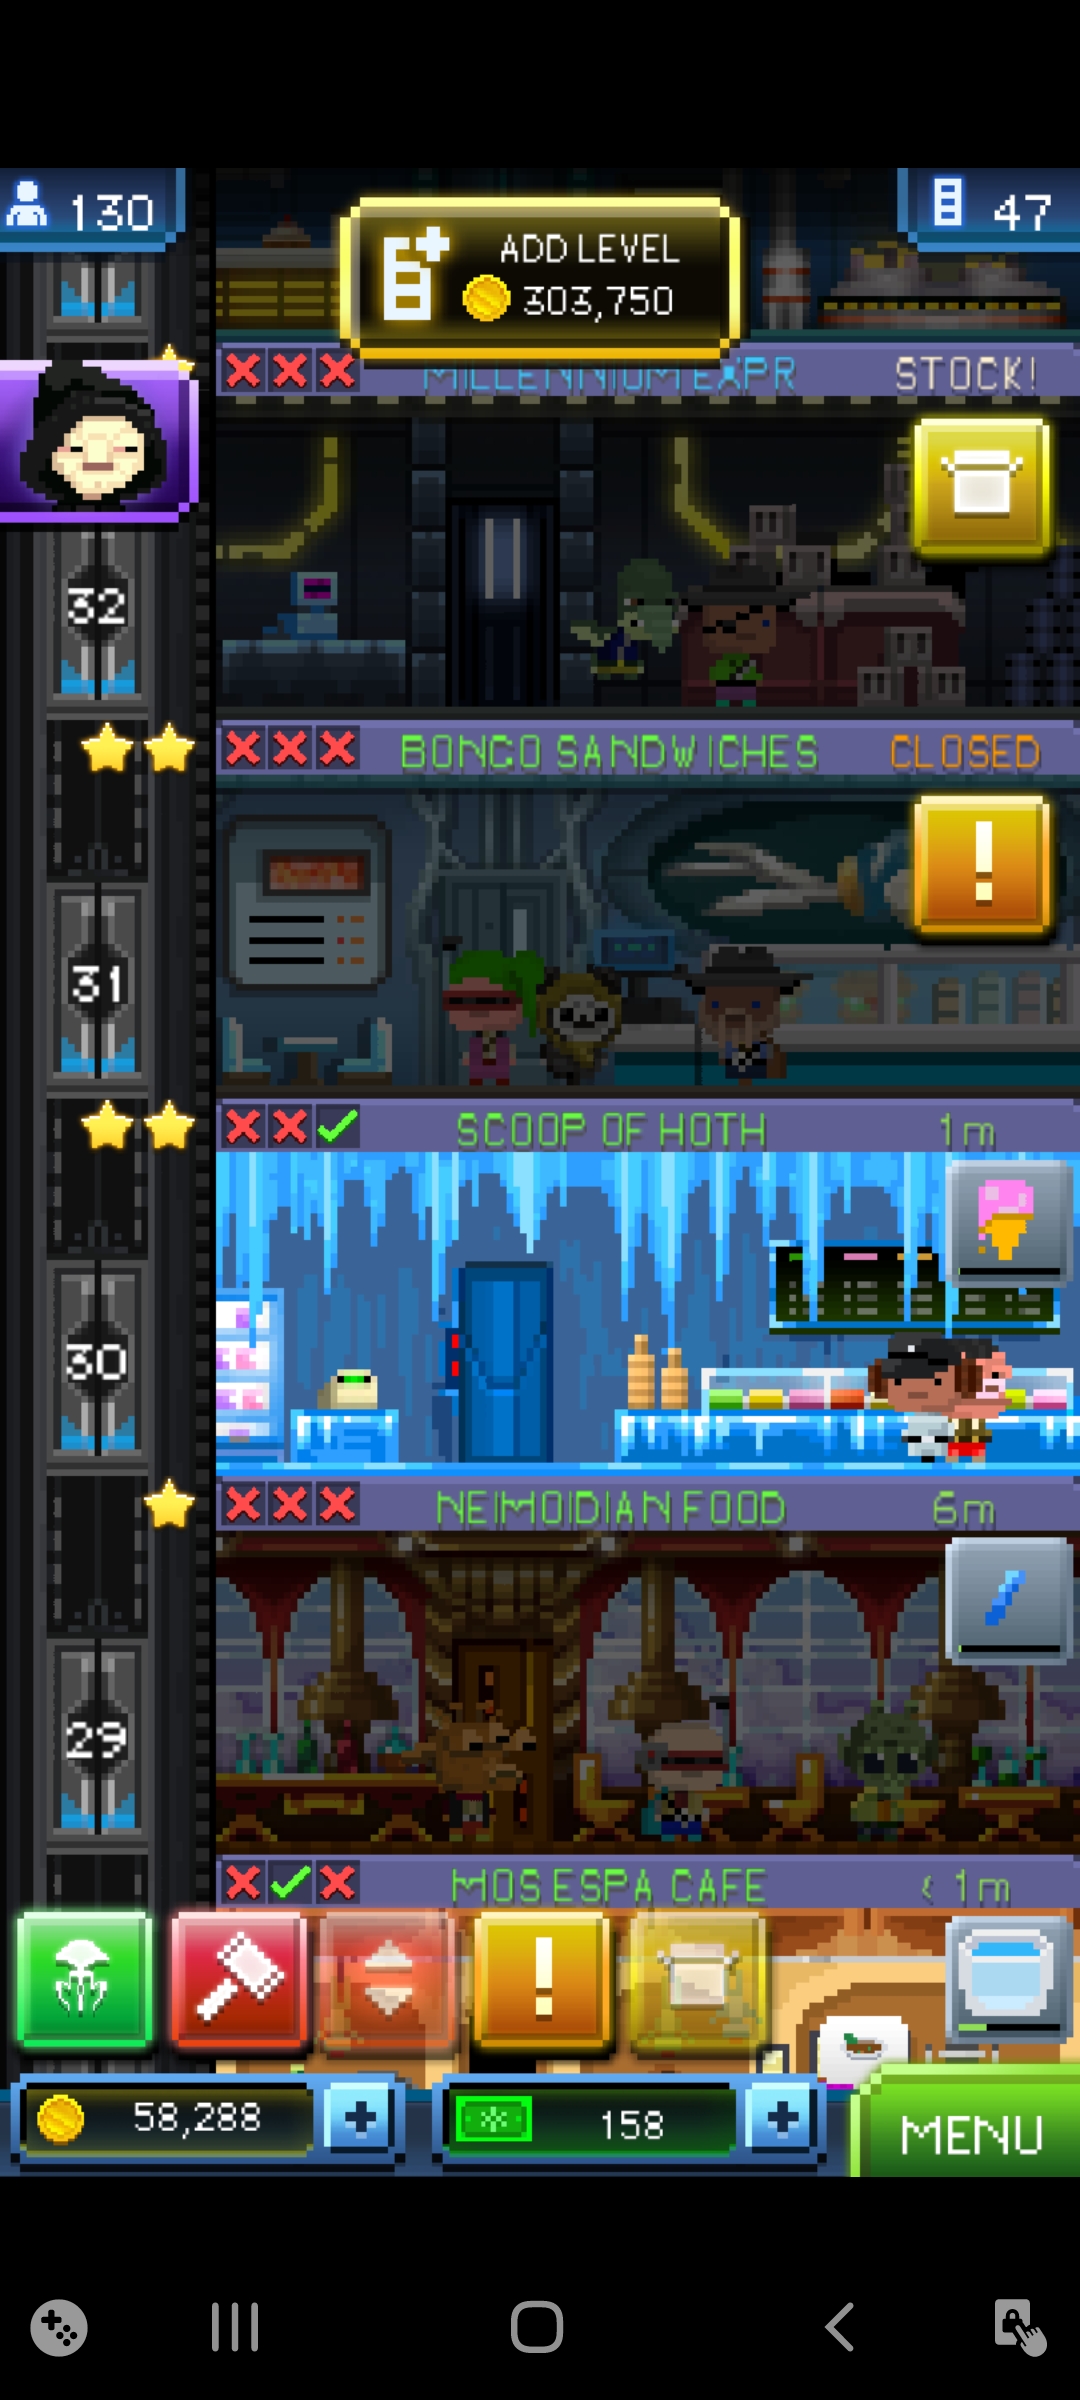 130
ADD LEVEL
303,750
47
MILLENNIUM EXPR
STOCK!
32
BONGO SANDWICHES
CLOSED
31
SCOOP OF HOTH
1m
30
NEIMOIDIAN FOOD
6m
29
MOS ESPA CAFE
< 1m
58,288
158
MENU